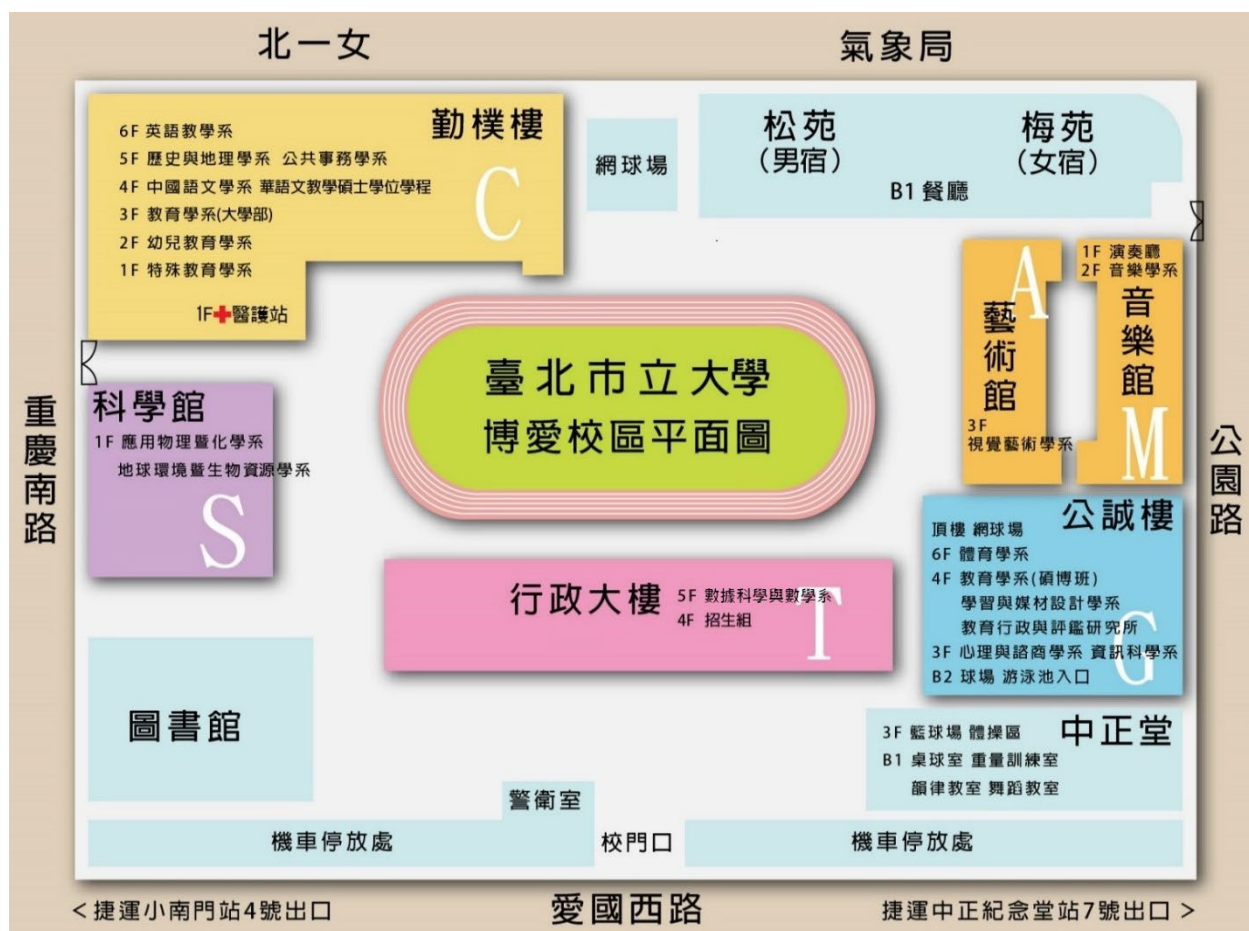 北一女
氣象局
勤樸樓
6F 英語教學系
5F 歷史與地理學系 公共事務學系
4F 中國語文學系 華語文教學碩士學位學程
3F 教育學系(大學部)
2F 幼兒教育學系
1F 特殊教育學系
C
1F 醫護站
網球場
松苑
(男宿)
梅苑
(女宿)
B1 餐廳
A
藝術館
3F
視覺藝術學系
1F 演奏廳
2F 音樂學系
音樂館
M
臺北市立大學
博愛校區平面圖
重慶南路
科學館
1F 應用物理暨化學系
地球環境暨生物資源學系
S
公園路
公誠樓
頂樓 網球場
6F 體育學系
4F 教育學系(碩博班)
學習與媒材設計學系
教育行政與評鑑研究所
3F 心理與諮商學系 資訊科學系
B2 球場 游泳池入口
G
行政大樓
5F 數據科學與數學系
4F 招生組
T
圖書館
中正堂
3F 籃球場 體操區
B1 桌球室 重量訓練室
韻律教室 舞蹈教室
警衛室
機車停放處
校門口
機車停放處
<捷運小南門站4號出口
愛國西路
捷運中正紀念堂站7號出口 >